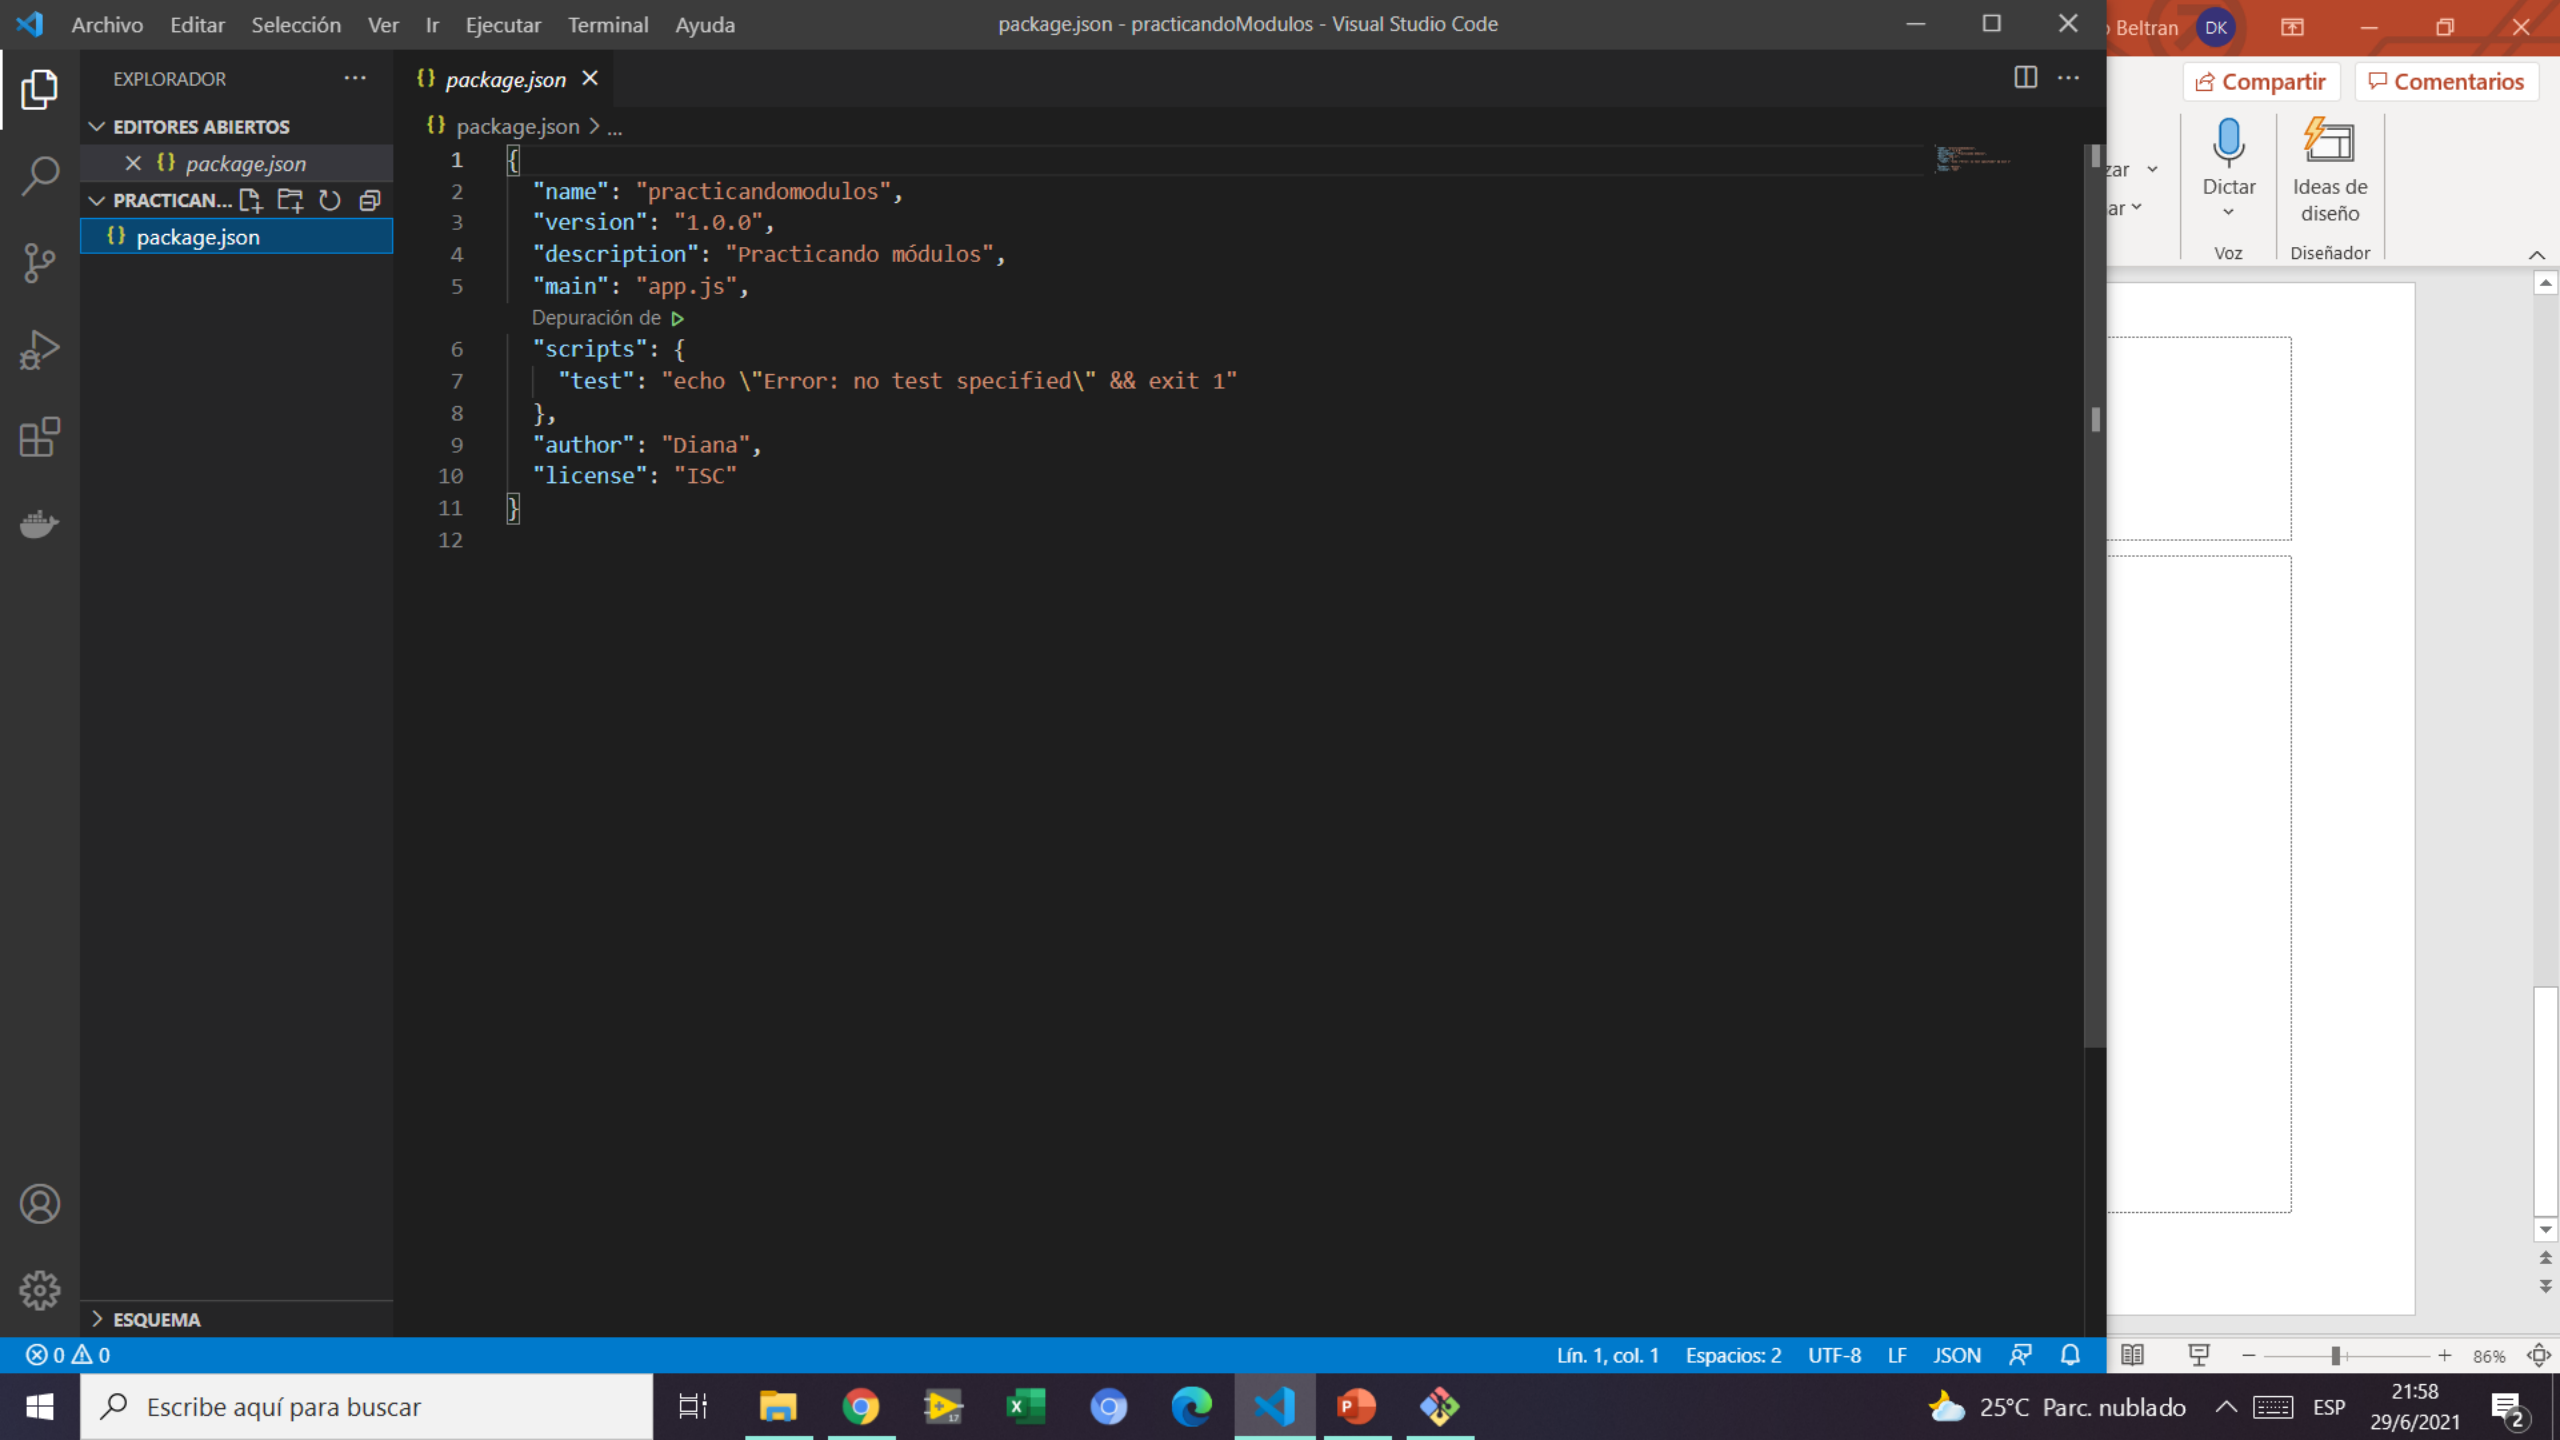 Archivo Editar Selección Ver Ir Ejecutar Terminal Ayuda
package.json - practicandoModulos - Visual Studio Code
EXPLORADOR
EDITORES ABIERTOS
package.json
PRACTICAN...
package.json
package.json
package.json > ...
1 {
2 "name": "practicandomodulos",
3 "version": "1.0.0",
4 "description": "Practicando módulos",
5 "main": "app.js",
Depuración de
6 "scripts": {
7 "test": "echo \"Error: no test specified\" && exit 1"
8 },
9 "author": "Diana",
10 "license": "ISC"
11 }
12
ESQUEMA
0 0
Lín. 1, col. 1 Espacios: 2 UTF-8 LF JSON
Beltran DK
Compartir Comentarios
zar
ar
Dictar
Voz
Ideas de
diseño
Diseñador
86%
Escribe aquí para buscar
17
25°C Parc. nublado
ESP
21:58
29/6/2021
2